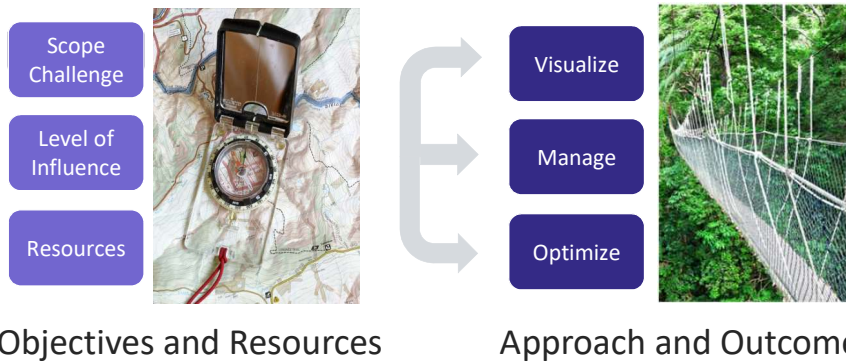 Scope
Challenge
Level of
Influence
Resources
Visualize
Manage
Optimize
Objectives and Resources
Approach and Outcome